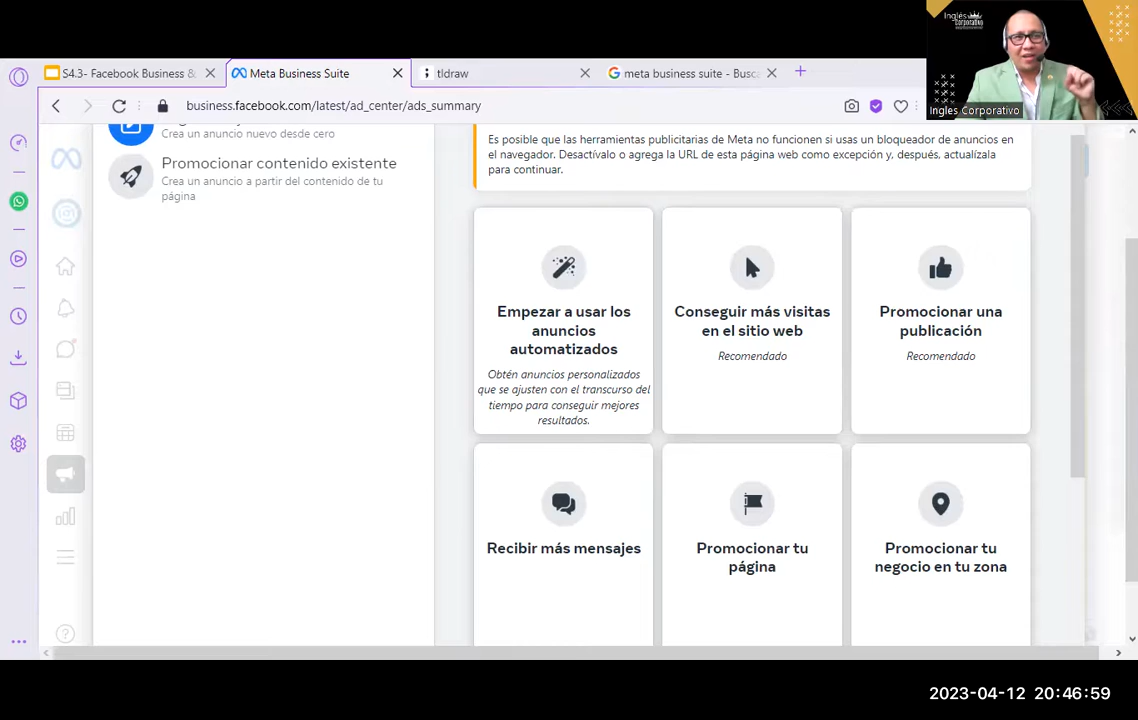 Inglés
Corporativo
Ingles Corporativo
S4.3- Facebook Business &
Meta Business Suite
tldraw
meta business suite - Busca
business.facebook.com/latest/ad_center/ads_summary
Crea un anuncio nuevo desde cero
Promocionar contenido existente
Crea un anuncio a partir del contenido de tu
página
Es posible que las herramientas publicitarias de Meta no funcionen si usas un bloqueador de anuncios en
el navegador. Desactívalo o agrega la URL de esta página web como excepción y, después, actualízala
para continuar.
Empezar a usar los
anuncios
automatizados
Obtén anuncios personalizados
que se ajusten con el transcurso del
tiempo para conseguir mejores
resultados.
Conseguir más visitas
en el sitio web
Recomendado
Promocionar una
publicación
Recomendado
Recibir más mensajes
Promocionar tu
página
Promocionar tu
negocio en tu zona
2023-04-12 20:46:59